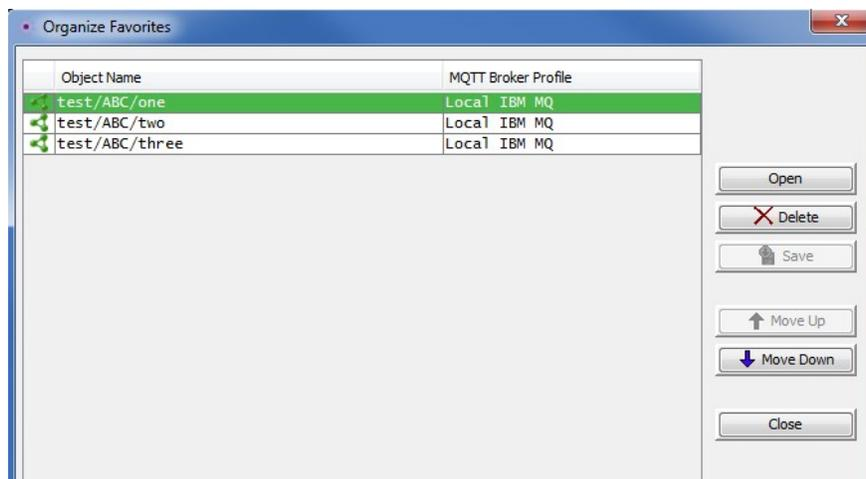 Organize Favorites
Object Name MQTT Broker Profile
test/ABC/one Local IBM MQ
test/ABC/two Local IBM MQ
test/ABC/three Local IBM MQ
Open
Delete
Save
Move Up
Move Down
Close